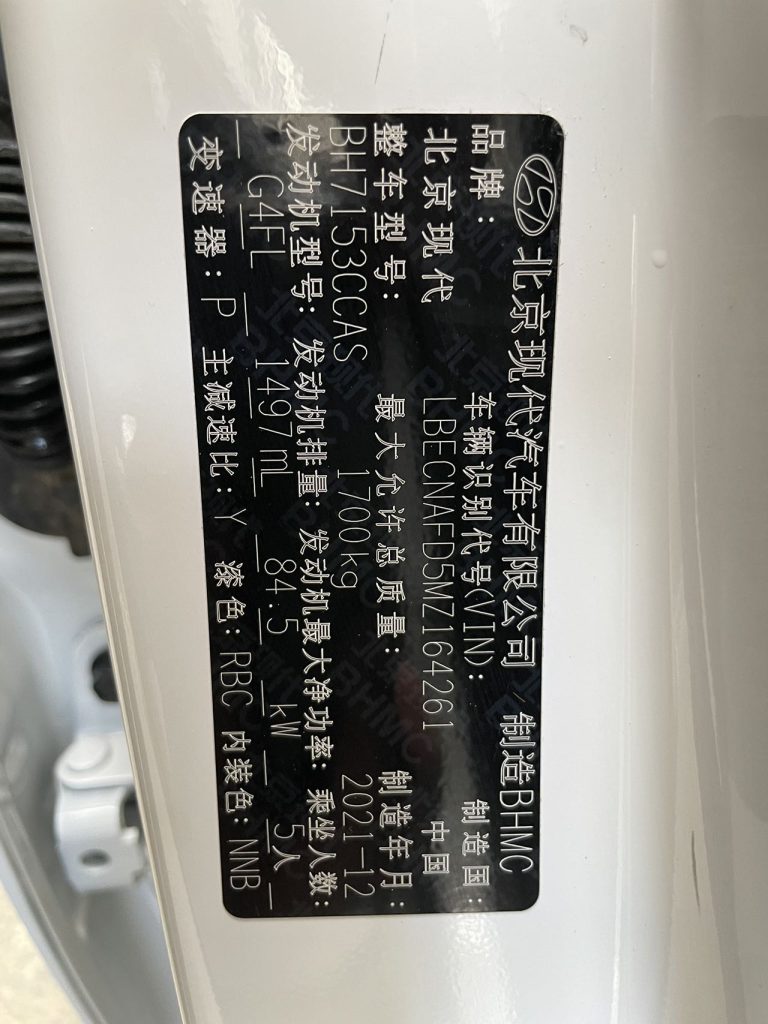 北京现代汽车有限公司 制造BHMC
品牌: 车辆识别代号(VIN): 制造国:
北京现代 LBECNAFD5MZ164261 中国
整车型号: 最大允许总质量: 制造年月:
BH7153CCAS 1700kg 2021-12
发动机型号: 发动机排量: 发动机最大净功率: 乘坐人数:
G4FL 1497mL 84.5 kW 5人
变速器: P 主减速比: Y 漆色: RBC 内装色: NNB